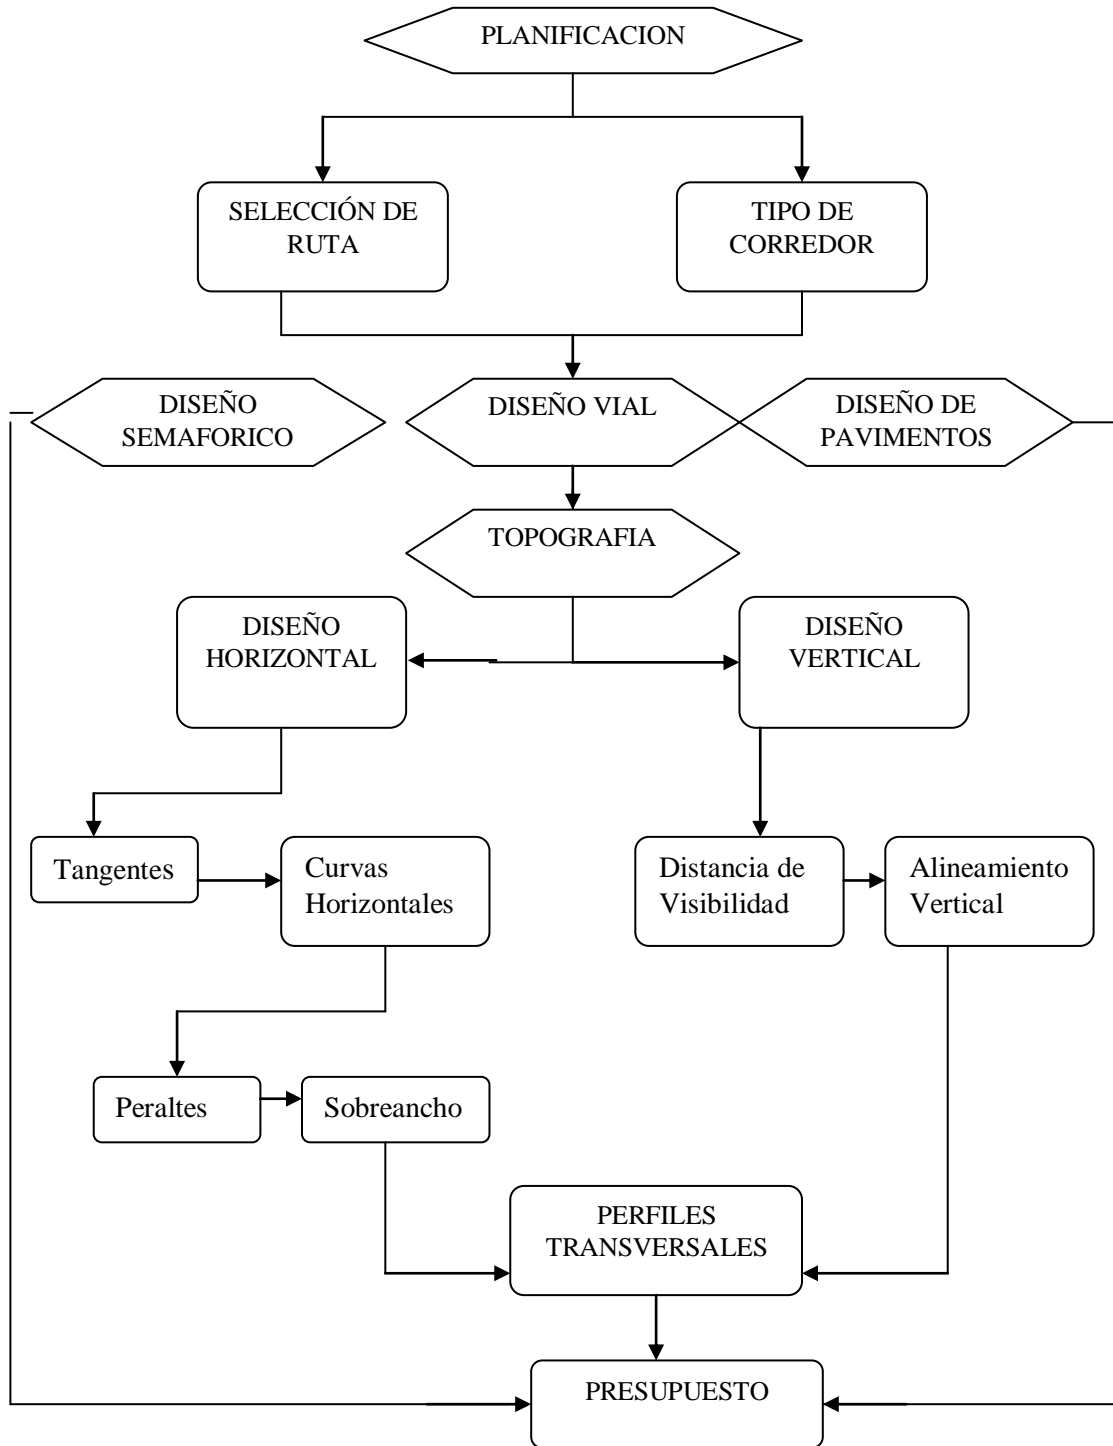 PLANIFICACION
SELECCIÓN DE
RUTA
TIPO DE
CORREDOR
DISEÑO
SEMAFORICO
DISEÑO VIAL
DISEÑO DE
PAVIMENTOS
TOPOGRAFIA
DISEÑO
HORIZONTAL
DISEÑO
VERTICAL
Tangentes
Curvas
Horizontales
Distancia de
Visibilidad
Alineamiento
Vertical
Peraltes
Sobreancho
PERFILES
TRANSVERSALES
PRESUPUESTO